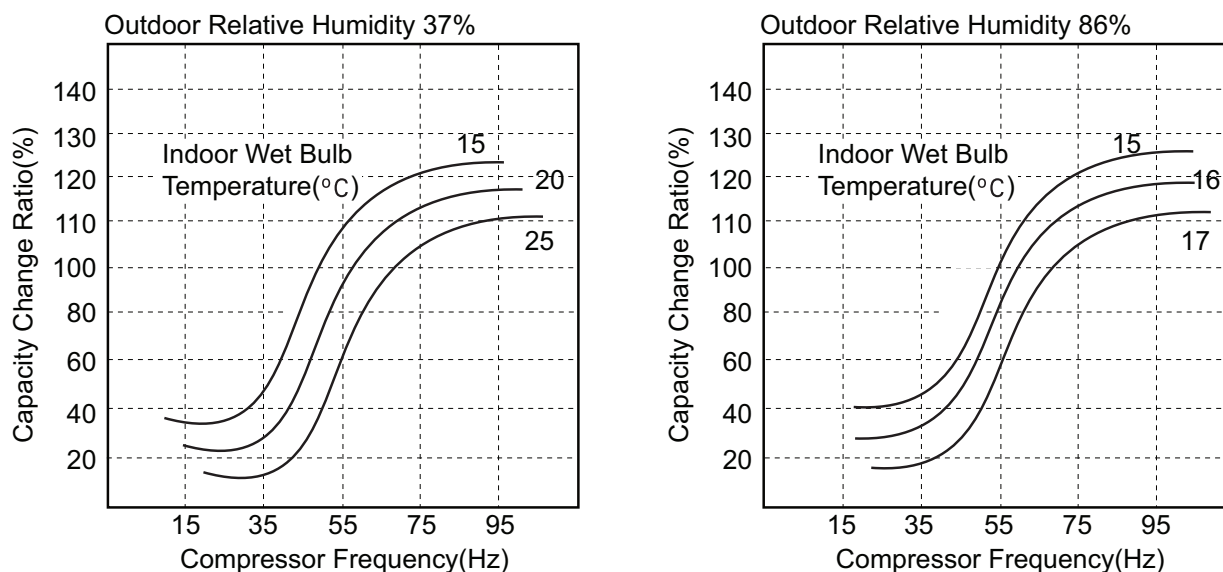 Outdoor Relative Humidity 37%
Capacity Change Ratio(%)
140
130
120
110
100
80
60
40
20
Indoor Wet Bulb
Temperature(°C)
15
20
25
15 35 55 75 95
Compressor Frequency(Hz)
Outdoor Relative Humidity 86%
Capacity Change Ratio(%)
140
130
120
110
100
80
60
40
20
Indoor Wet Bulb
Temperature(°C)
15
16
17
15 35 55 75 95
Compressor Frequency(Hz)